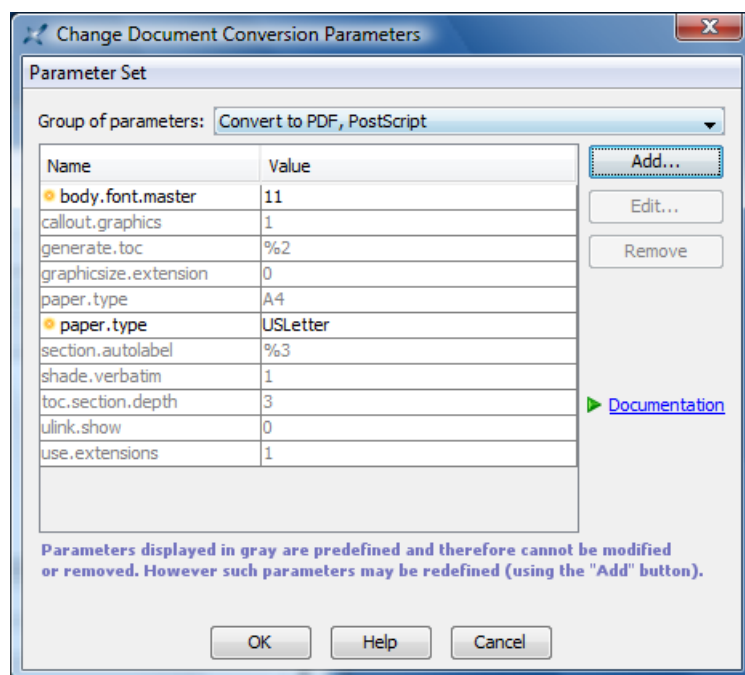 Change Document Conversion Parameters
Parameter Set
Group of parameters: Convert to PDF, PostScript
Name Value Add...
body.font.master 11 Edit...
callout.graphics 1
generate.toc %2 Remove
graphicsize.extension 0
paper.type A4
paper.type USLetter
section.autolabel %3
shade.verbatim 1
toc.section.depth 3 Documentation
ulink.show 0
use.extensions 1
Parameters displayed in gray are predefined and therefore cannot be modified
or removed. However such parameters may be redefined (using the "Add" button).
OK Help Cancel